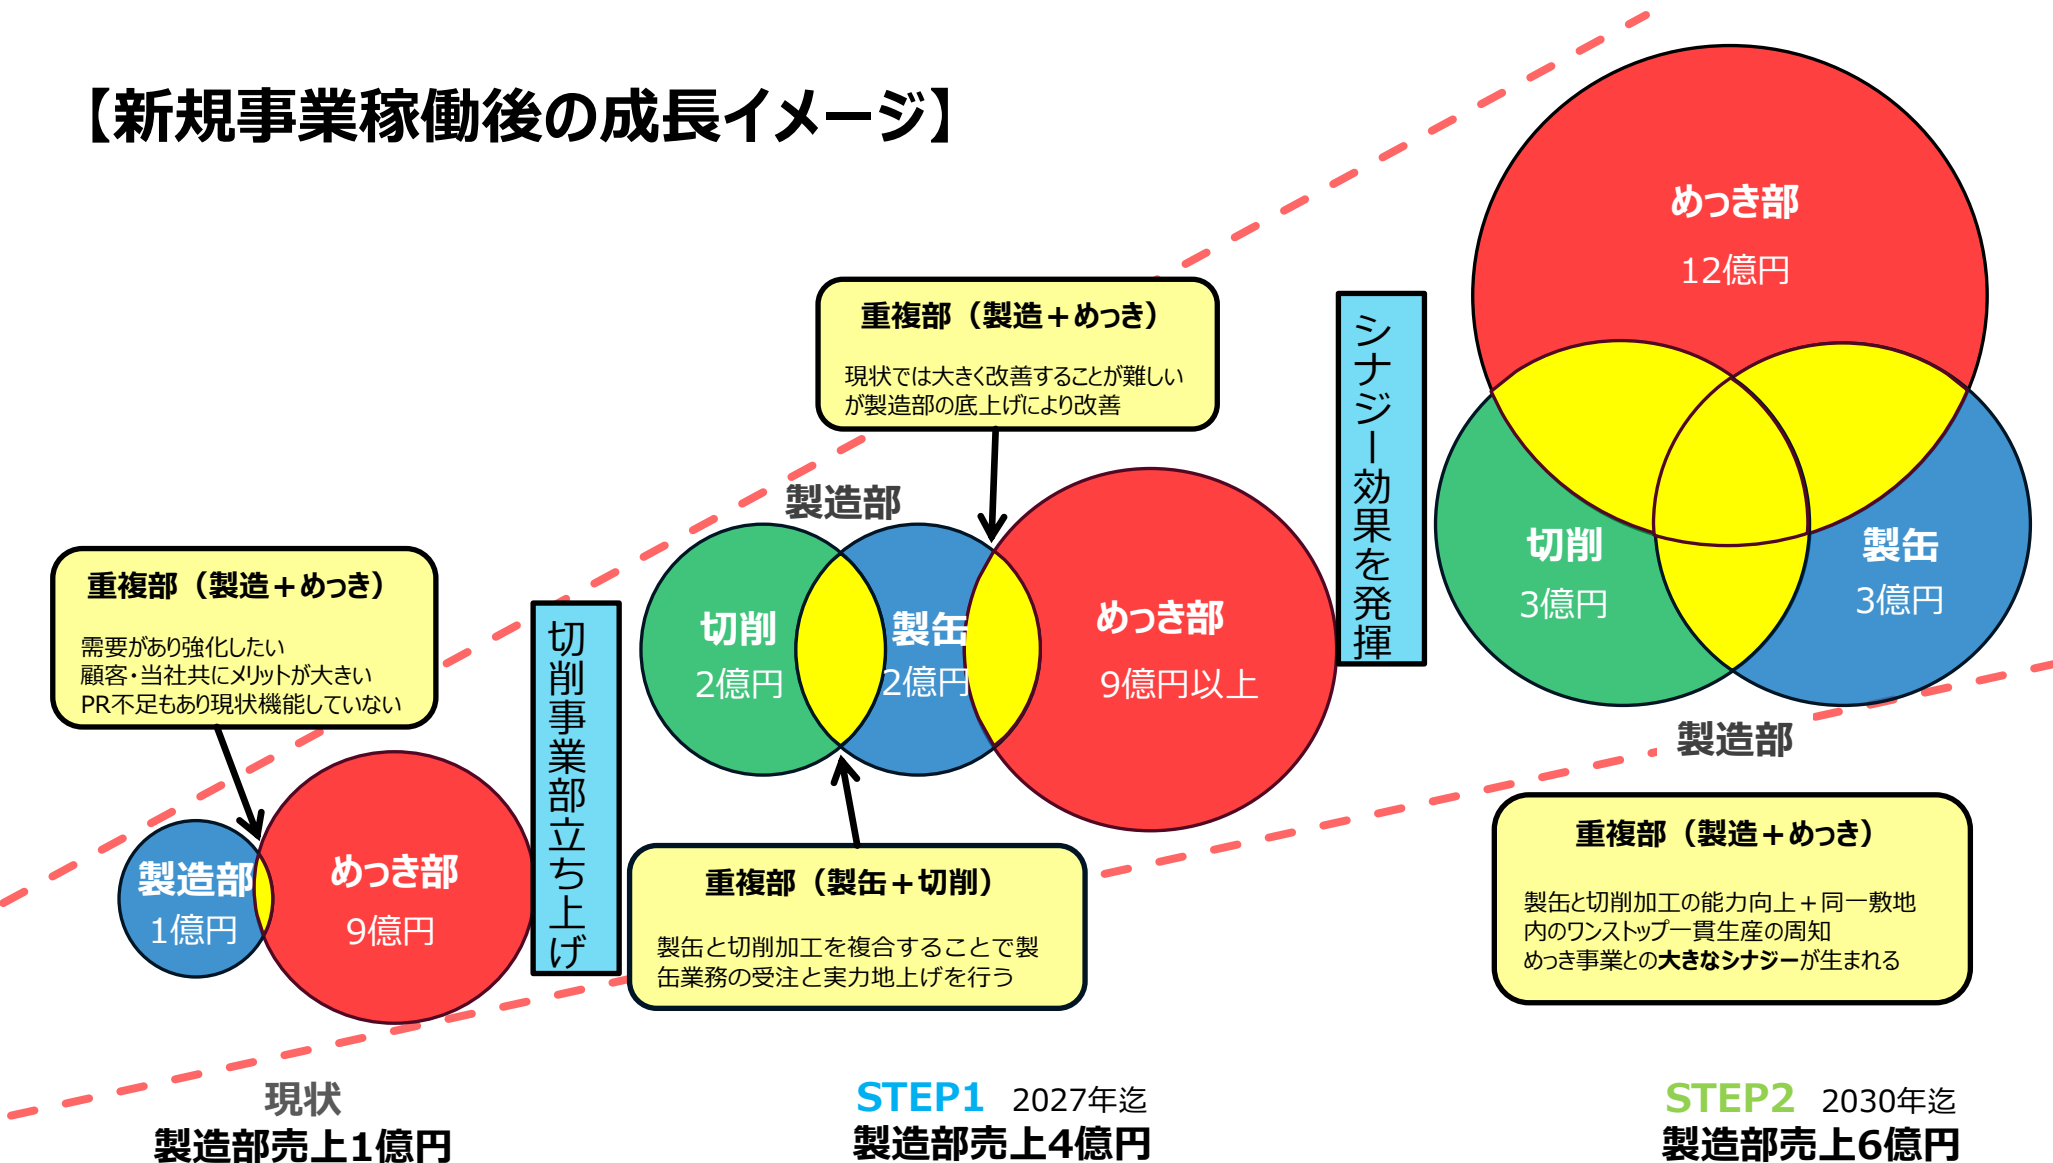 【新規事業稼働後の成長イメージ】
重複部（製造＋めっき）
需要があり強化したい
顧客・当社共にメリットが大きい
PR不足もあり現状機能していない
製造部
1億円
めっき部
9億円
切削事業部立ち上げ
重複部（製造＋めっき）
現状では大きく改善することが難しい
が製造部の底上げにより改善
製造部
切削
2億円
製缶
2億円
めっき部
9億円以上
重複部（製缶＋切削）
製缶と切削加工を複合することで製
缶業務の受注と実力地上げを行う
シナジー効果を発揮
めっき部
12億円
切削
3億円
製缶
3億円
製造部
重複部（製造＋めっき）
製缶と切削加工の能力向上＋同一敷地
内のワンストップ一貫生産の周知
めっき事業との大きなシナジーが生まれる
現状
製造部売上1億円
STEP1 2027年迄
製造部売上4億円
STEP2 2030年迄
製造部売上6億円